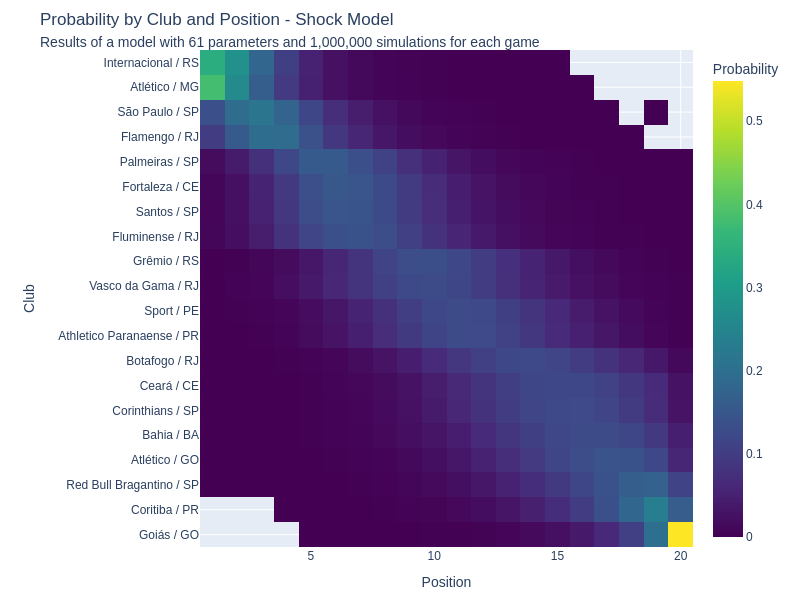 Probability by Club and Position - Shock Model
Results of a model with 61 parameters and 1,000,000 simulations for each game
Probability
Club
Internacional / RS
Atlético / MG
São Paulo / SP
Flamengo / RJ
Palmeiras / SP
Fortaleza / CE
Santos / SP
Fluminense / RJ
Grêmio / RS
Vasco da Gama / RJ
Sport / PE
Athletico Paranaense / PR
Botafogo / RJ
Ceará / CE
Corinthians / SP
Bahia / BA
Atlético / GO
Red Bull Bragantino / SP
Coritiba / PR
Goiás / GO
0.5
0.4
0.3
0.2
0.1
0
5 10 15 20
Position